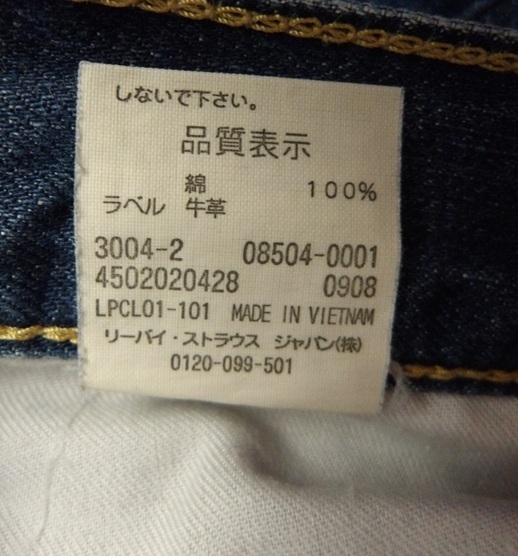 しないで下さい。
品質表示
綿 100%
ラベル 牛革
3004-2 08504-0001
4502020428 0908
LPCL01-101 MADE IN VIETNAM
リーバイ・ストラウス ジャパン(株)
0120-099-501